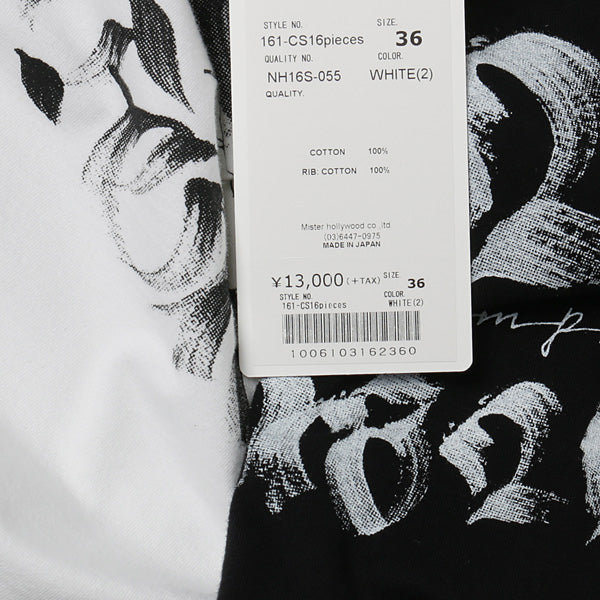 STYLE NO. SIZE.
161-CS16pieces 36
QUALITY NO. COLOR.
NH16S-055 WHITE(2)
QUALITY.
COTTON 100%
RIB: COTTON 100%
Mister hollywood co.,ltd
(03)6447-0975
MADE IN JAPAN
¥13,000(+TAX) SIZE. 36
STYLE NO. COLOR.
161-CS16pieces WHITE(2)
1006103162360